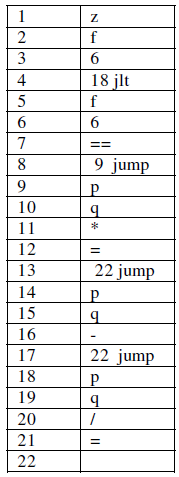 1 z
2 f
3 6
4 18 jlt
5 f
6 6
7 ==
8 9 jump
9 p
10 q
11 *
12 =
13 22 jump
14 p
15 q
16 -
17 22 jump
18 p
19 q
20 /
21 =
22